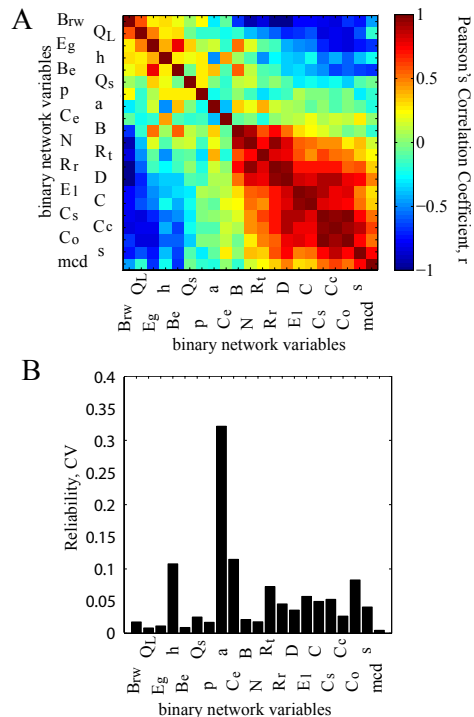 A
Brw
QL
Eg
h
Be
Qs
p
a
Ce
B
N
Rt
Rr
D
El
C
Cs
Cc
Co
s
mcd
binary network variables
1
0.5
0
−0.5
−1
Pearson's Correlation Coefficient, r
Brw QL Eg h Be Qs p a Ce B N Rt Rr D El C Cs Cc Co s mcd
binary network variables
B
0.4
0.35
0.3
0.25
0.2
0.15
0.1
0.05
0
Reliability, CV
Brw QL Eg h Be Qs p a Ce B N Rt Rr D El C Cs Cc Co s mcd
binary network variables